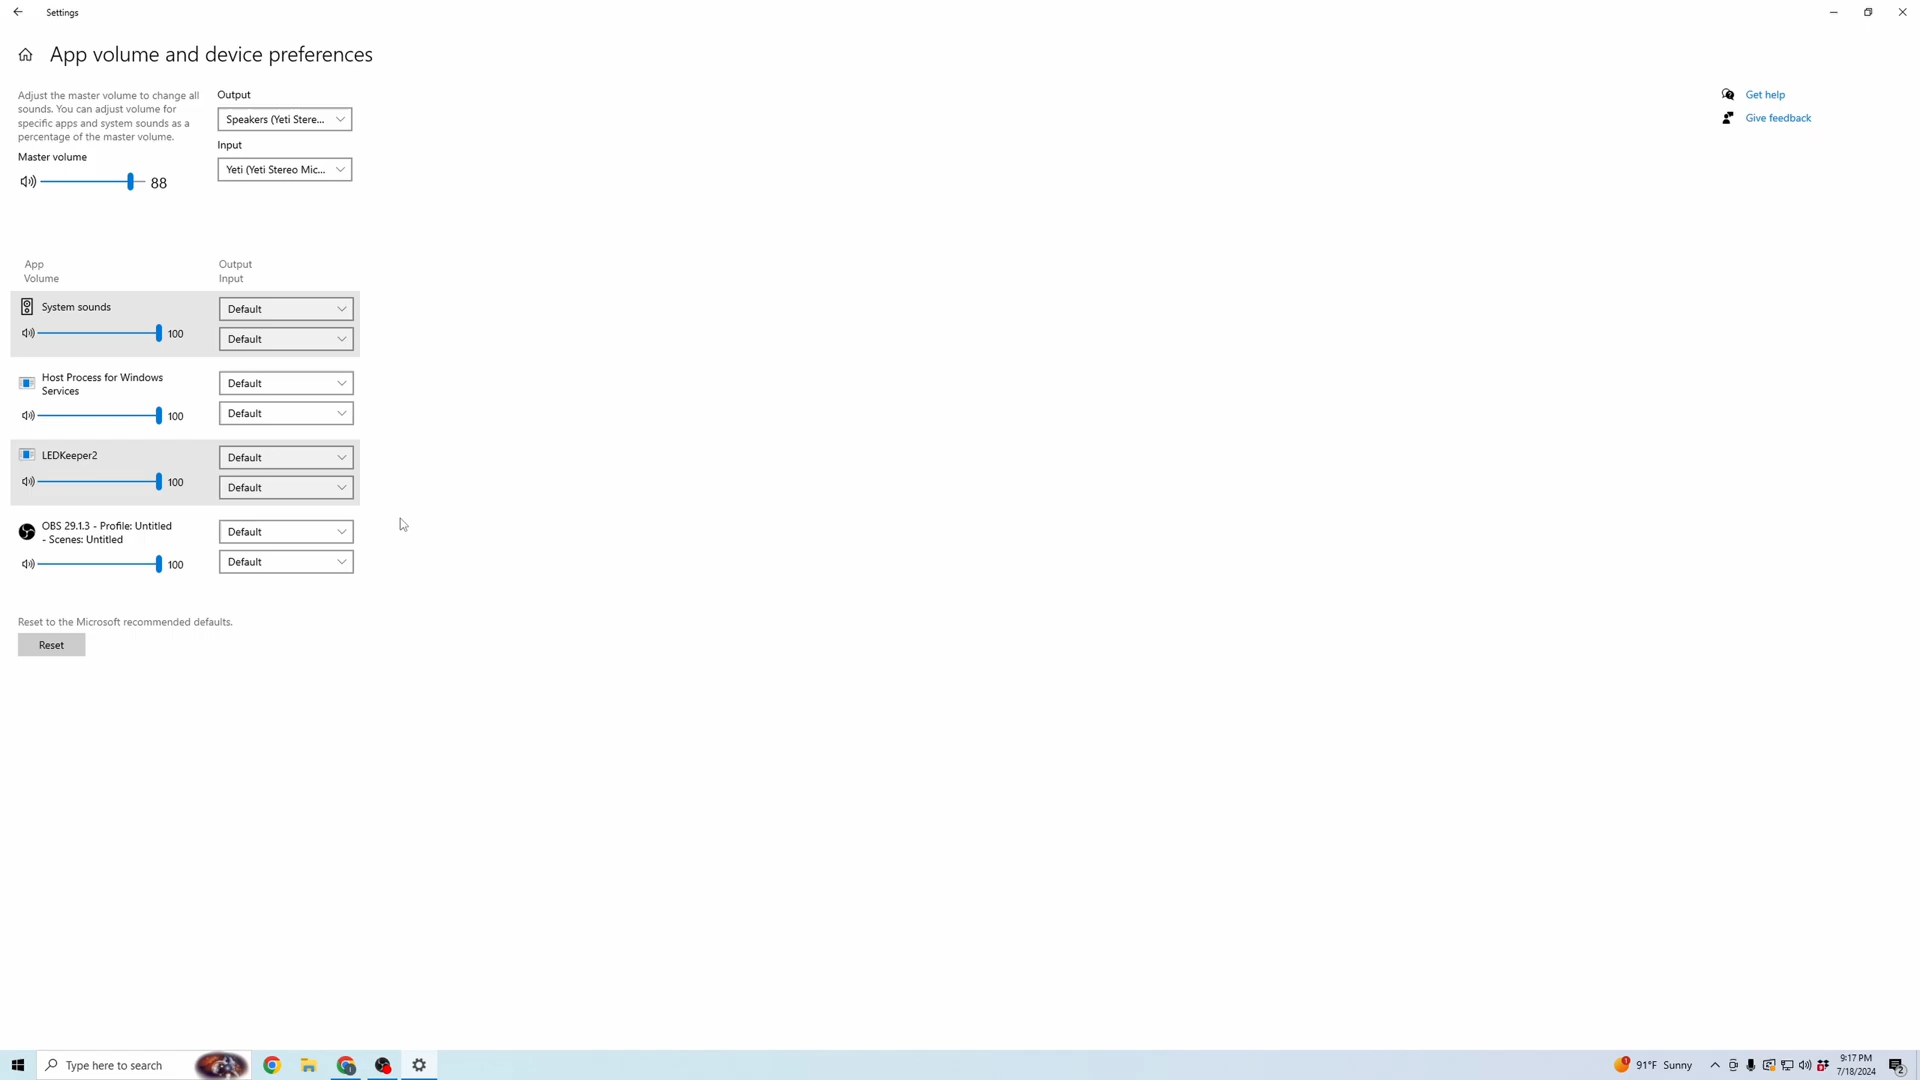 Settings
App volume and device preferences
Adjust the master volume to change all
sounds. You can adjust volume for
specific apps and system sounds as a
percentage of the master volume.
Master volume
88
Output
Speakers (Yeti Stere...
Input
Yeti (Yeti Stereo Mic...
Get help
Give feedback
App
Volume
Output
Input
System sounds
100
Default
Default
Host Process for Windows
Services
100
Default
Default
LEDKeeper2
100
Default
Default
OBS 29.1.3 - Profile: Untitled
- Scenes: Untitled
100
Default
Default
Reset to the Microsoft recommended defaults.
Reset
Type here to search
1
91°F Sunny
9:17 PM
7/18/2024
2